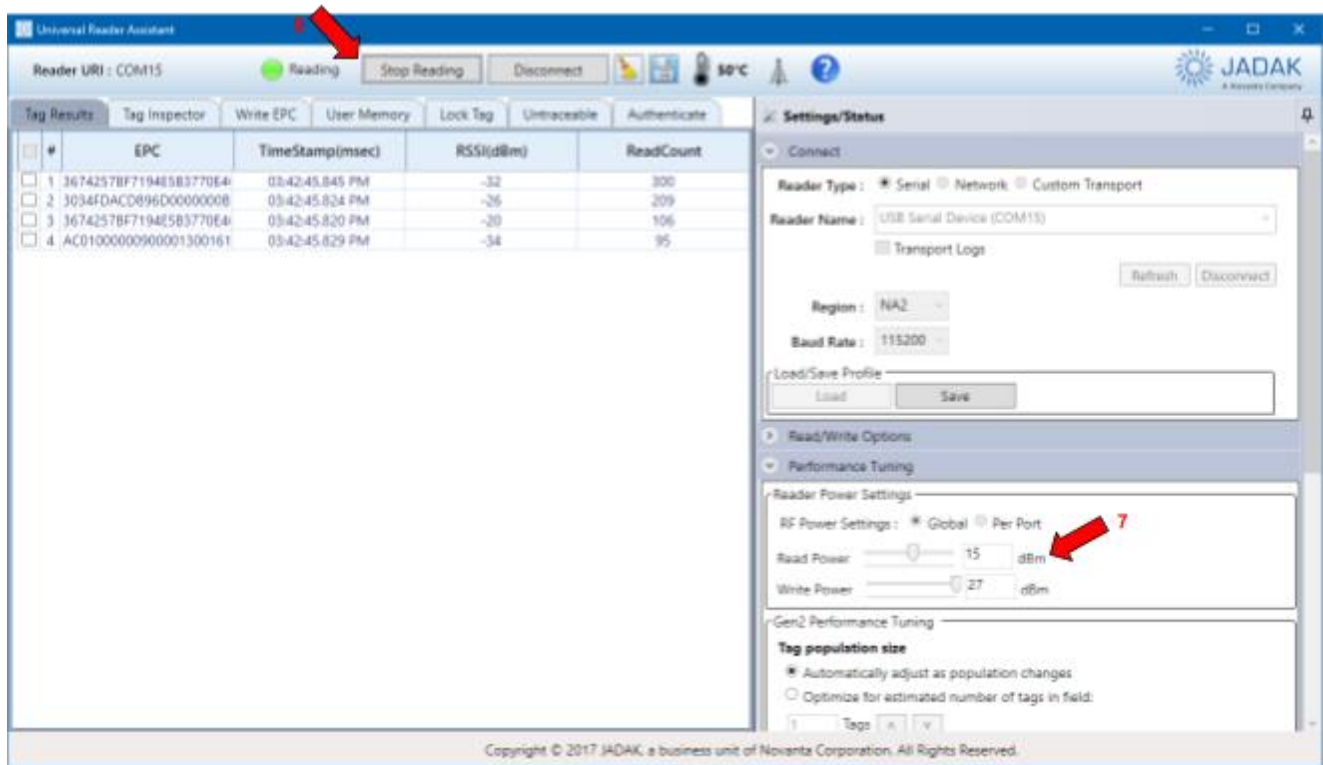 Universal Reader Assistant
6
Reader URI : COM15 Reading Stop Reading Disconnect 50°C ? JADAK
A Novanta Company
Tag Results Tag Inspector Write EPC User Memory Lock Tag Untraceable Authenticate
# EPC TimeStamp(msec) RSSI(dBm) ReadCount
1 03:42:45.845 PM -32 300
2 03:42:45.824 PM -26 209
3 03:42:45.820 PM -20 106
4 AC01000000900001300161 03:42:45.829 PM -34 95
Settings/Status
Connect
Reader Type : Serial Network Custom Transport
Reader Name : USB Serial Device (COM15)
Transport Logs
Refresh Disconnect
Region : NA2
Baud Rate : 115200
Load/Save Profile
Load Save
Read/Write Options
Performance Tuning
Reader Power Settings
RF Power Settings : Global Per Port
7
Read Power 15 dBm
Write Power 27 dBm
Gen2 Performance Tuning
Tag population size
Automatically adjust as population changes
Optimize for estimated number of tags in field:
1 Tags
Copyright © 2017 JADAK, a business unit of Novanta Corporation. All Rights Reserved.